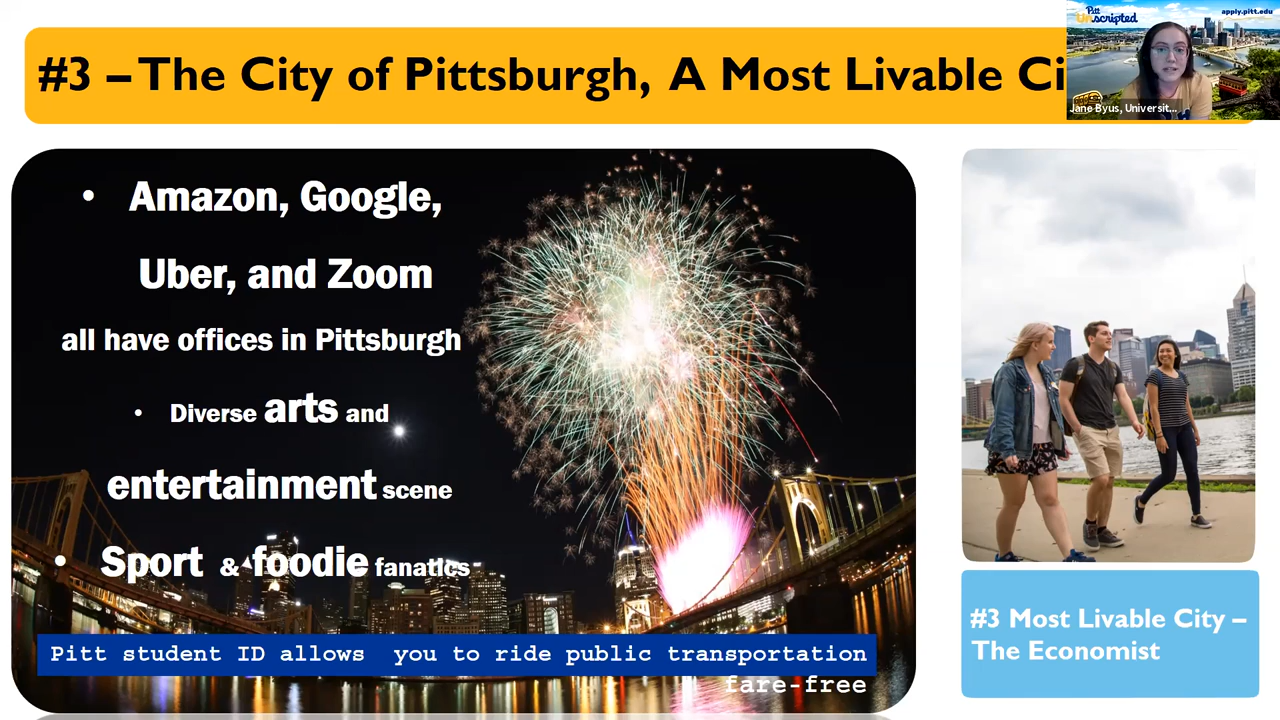 #3 – The City of Pittsburgh, A Most Livable Ci
Pitt
Unscripted
apply.pitt.edu
Jane Byus, Universit...
• Amazon, Google,
Uber, and Zoom
all have offices in Pittsburgh
• Diverse arts and
entertainment scene
• Sport & foodie fanatics
Pitt student ID allows you to ride public transportation
fare-free
#3 Most Livable City –
The Economist